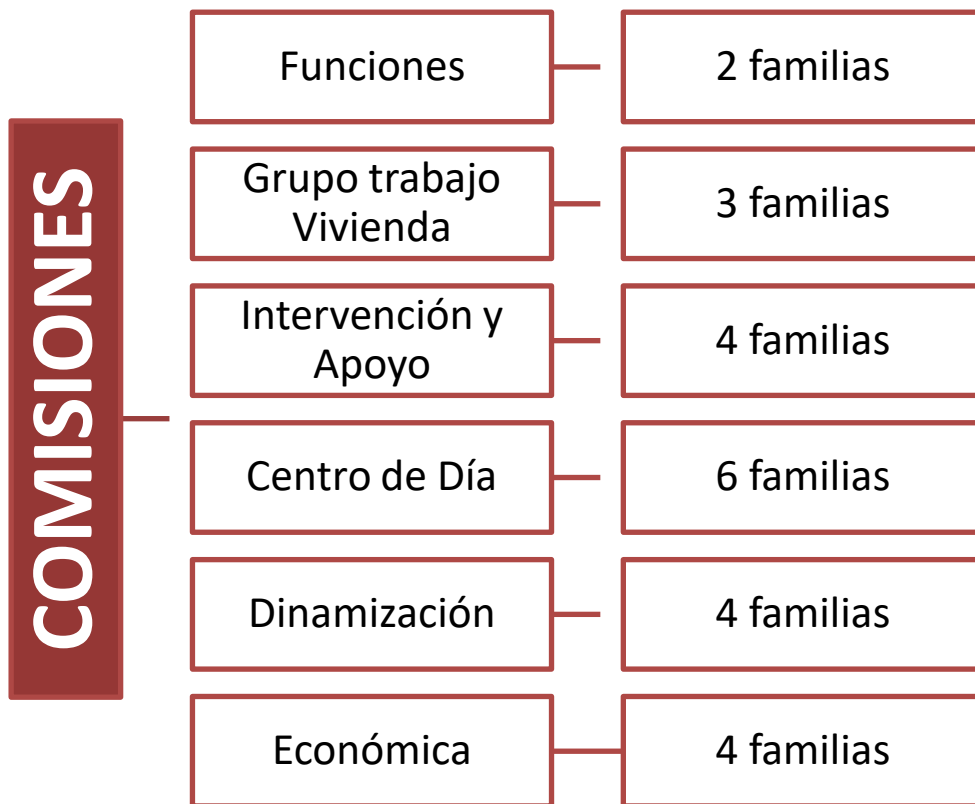 COMISIONES
Funciones
2 familias
Grupo trabajo
Vivienda
3 familias
Intervención y
Apoyo
4 familias
Centro de Día
6 familias
Dinamización
4 familias
Económica
4 familias